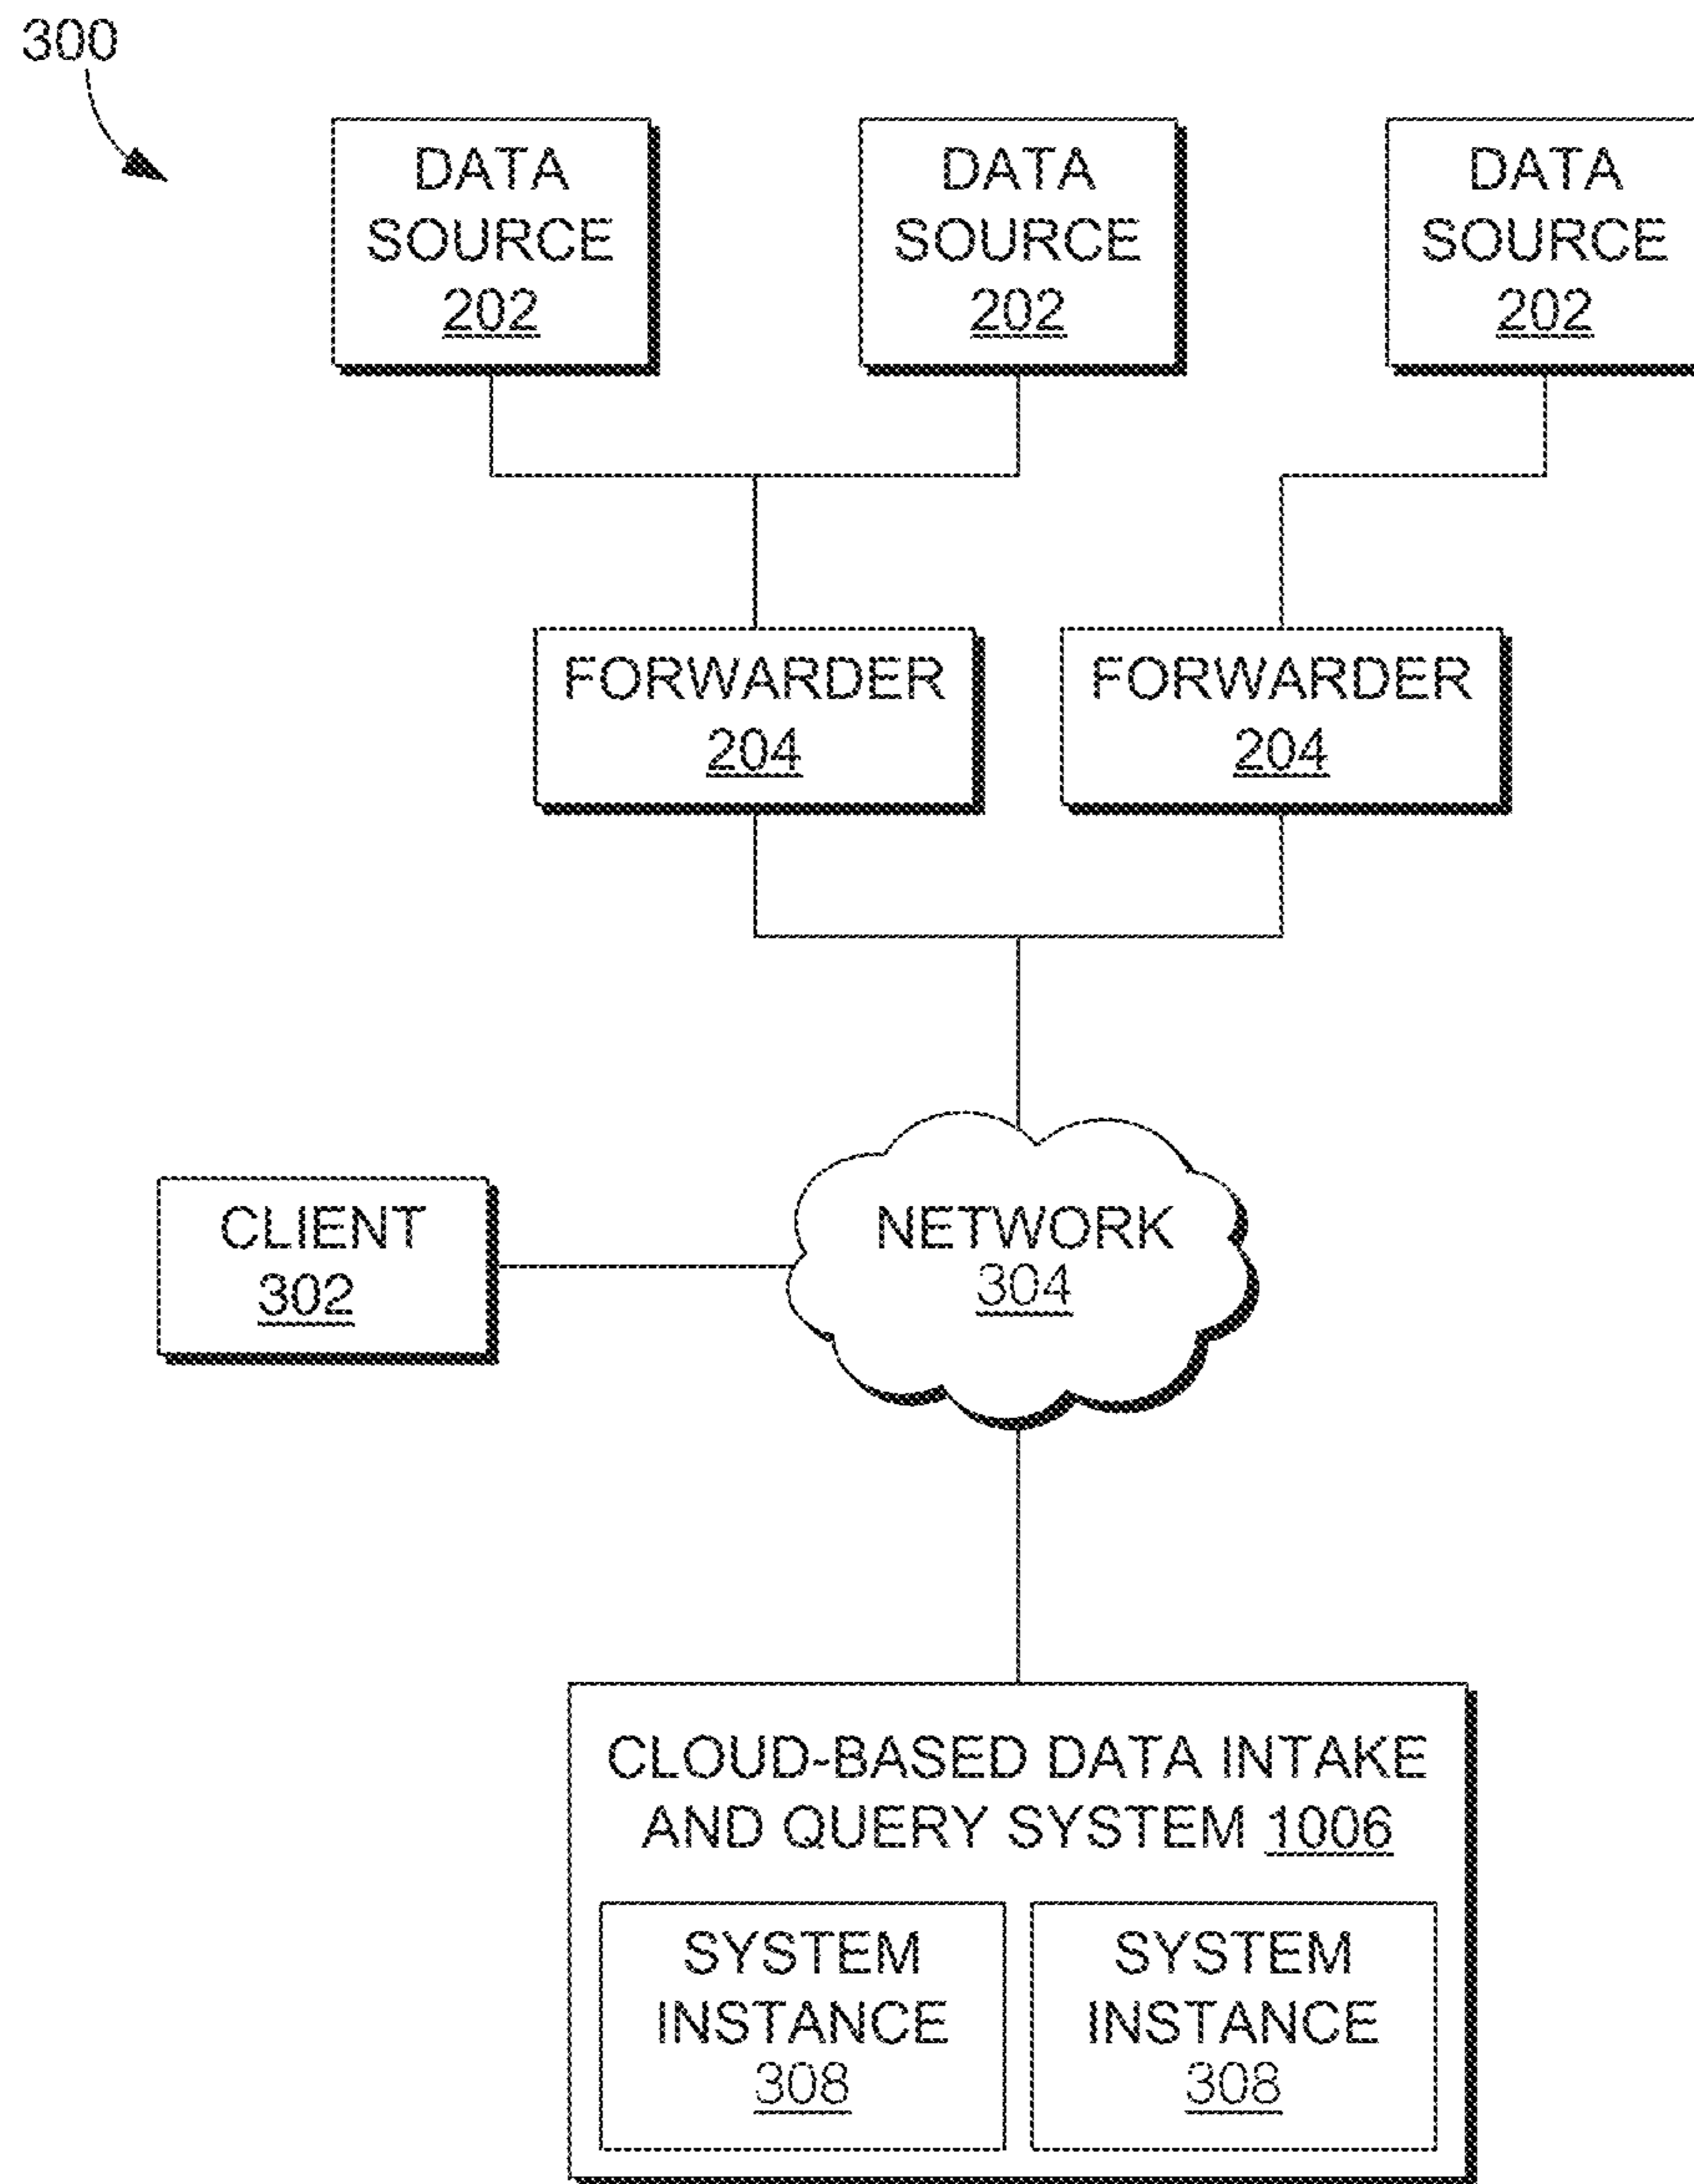 300
DATA
SOURCE
202
DATA
SOURCE
202
DATA
SOURCE
202
FORWARDER
204
FORWARDER
204
CLIENT
302
NETWORK
304
CLOUD-BASED DATA INTAKE
AND QUERY SYSTEM 1006
SYSTEM
INSTANCE
308
SYSTEM
INSTANCE
308